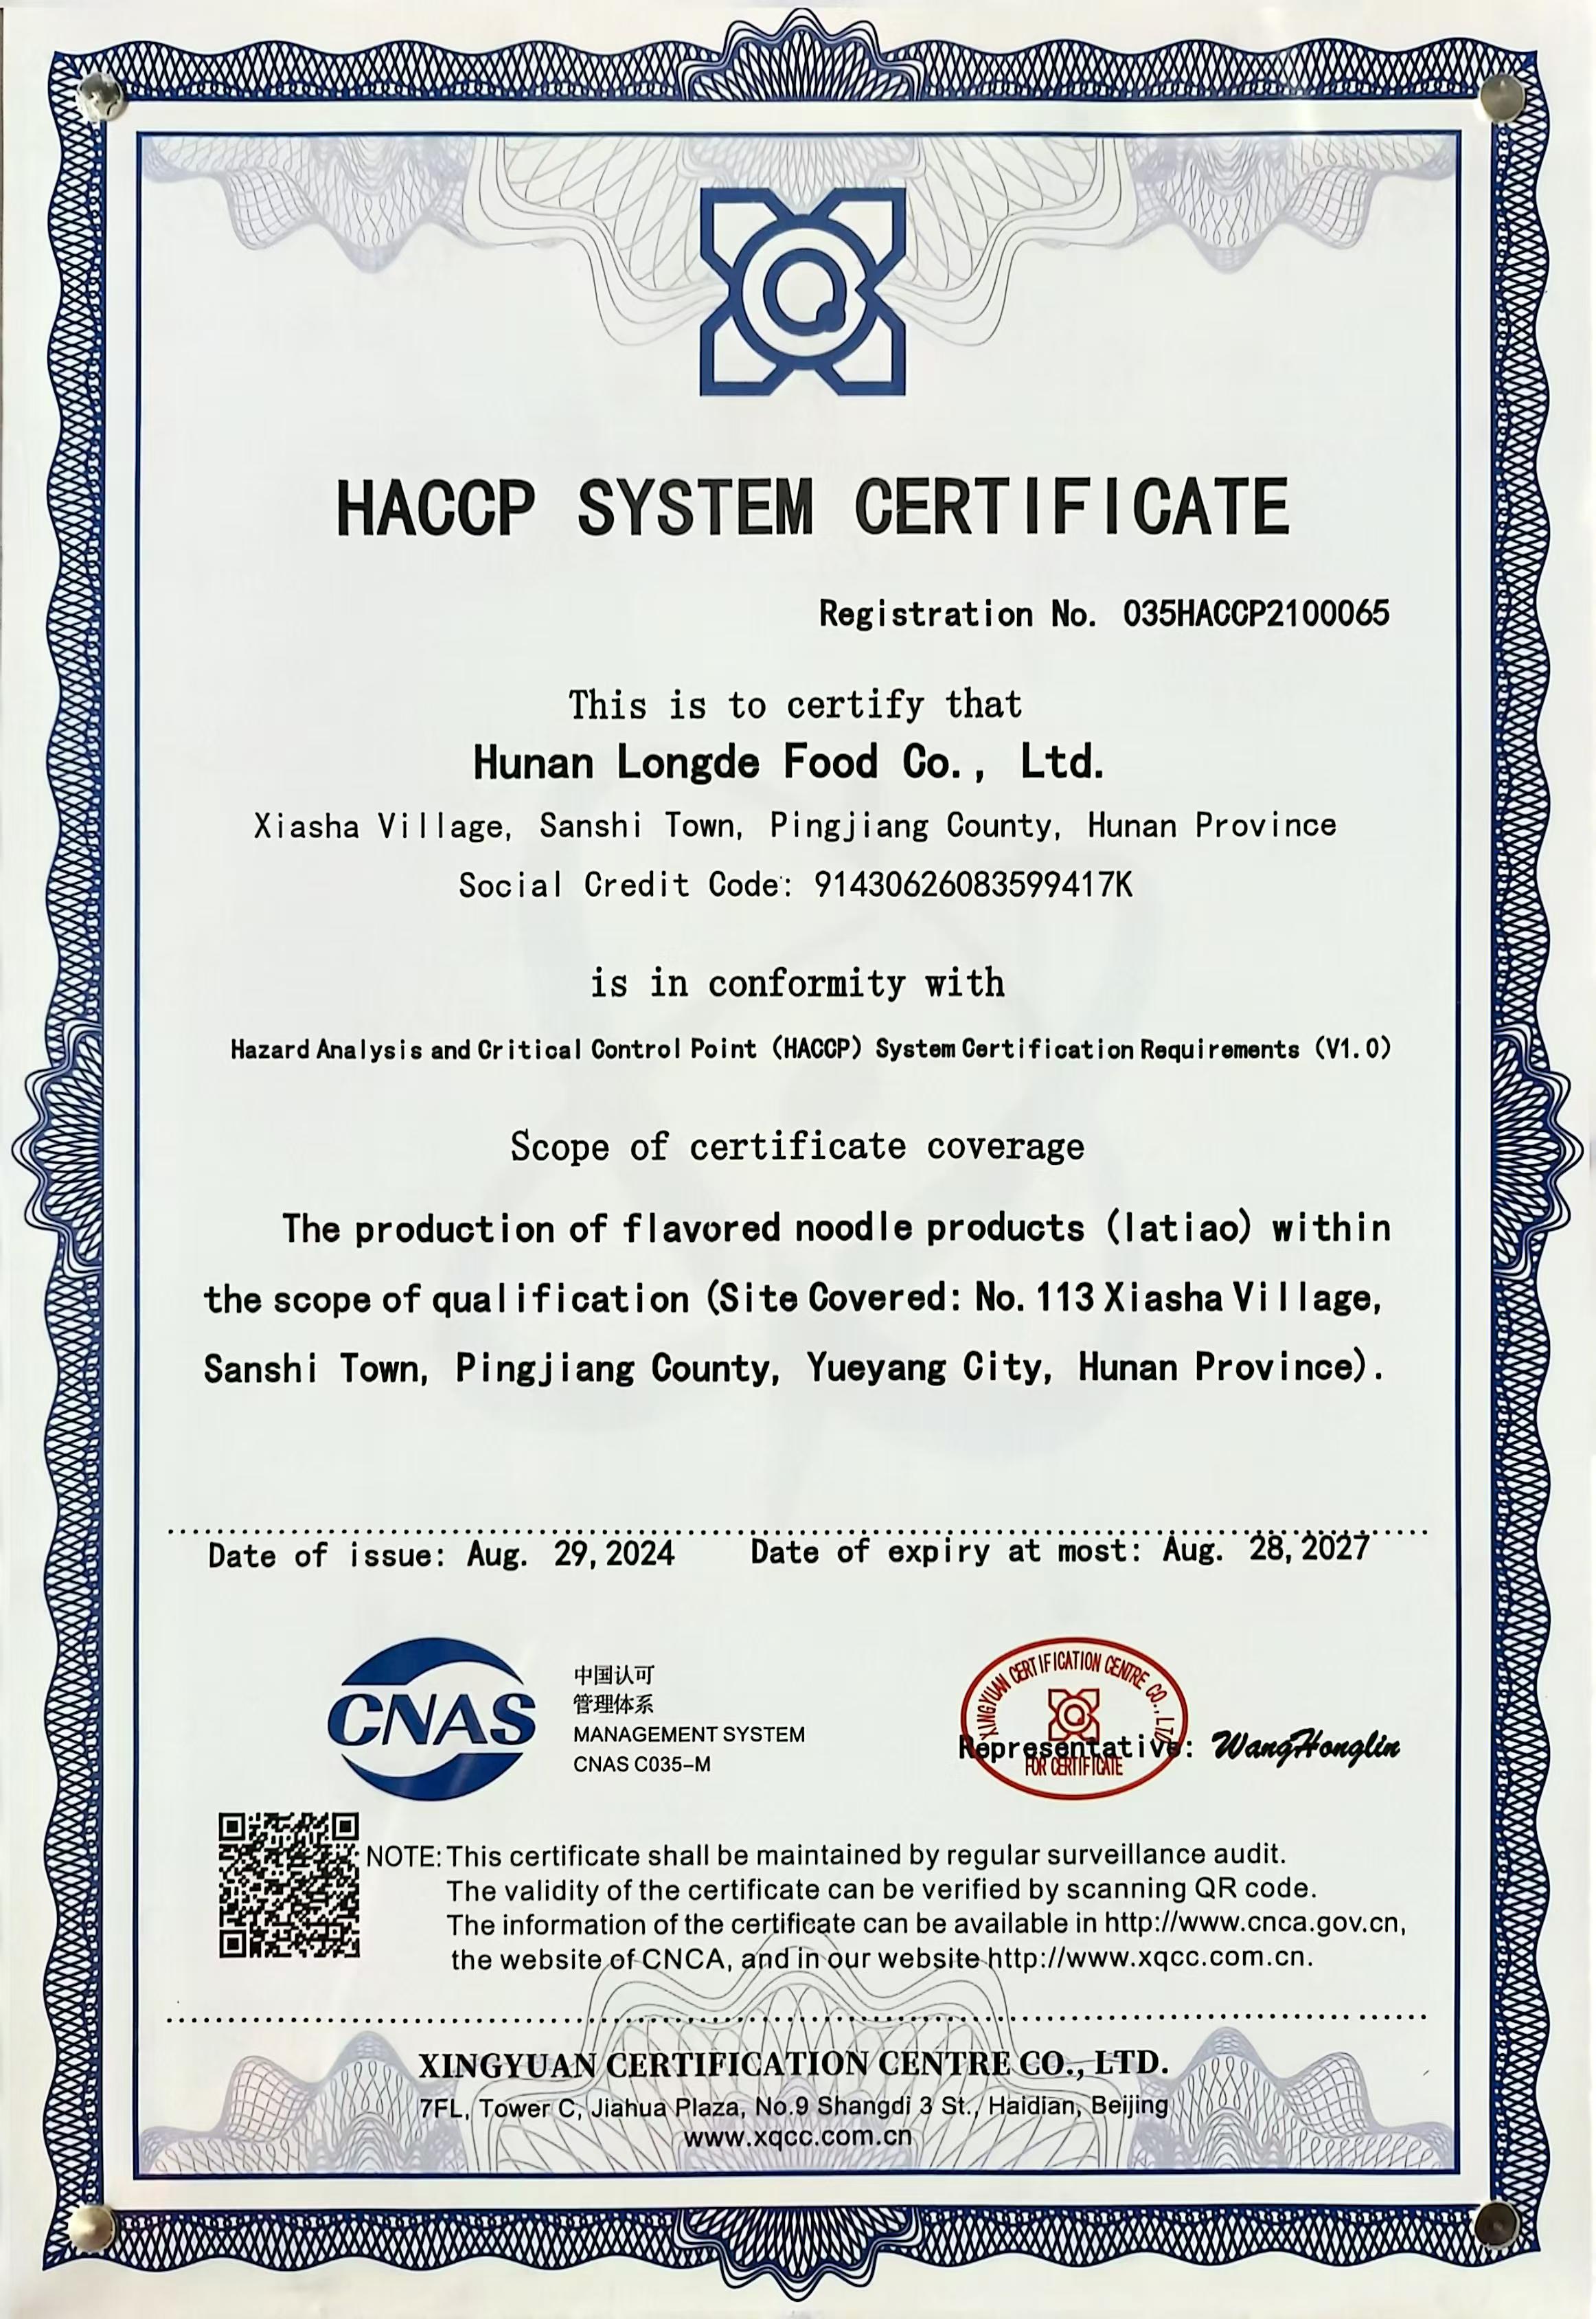 HACCP SYSTEM CERTIFICATE
Registration No. 035HACCP2100065
This is to certify that
Hunan Longde Food Co., Ltd.
Xiasha Village, Sanshi Town, Pingjiang County, Hunan Province
Social Credit Code: 91430626083599417K
is in conformity with
Hazard Analysis and Critical Control Point (HACCP) System Certification Requirements (V1.0)
Scope of certificate coverage
The production of flavored noodle products (latiao) within
the scope of qualification (Site Covered: No. 113 Xiasha Village,
Sanshi Town, Pingjiang County, Yueyang City, Hunan Province).
Date of issue: Aug. 29,2024 Date of expiry at most: Aug. 28,2027
CNAS
中国认可
管理体系
MANAGEMENT SYSTEM
CNAS C035-M
XINGYUAN CERTIFICATION CENTRE CO., LTD
Representative: WangHonglin
FOR CERTIFICATE
NOTE: This certificate shall be maintained by regular surveillance audit.
The validity of the certificate can be verified by scanning QR code.
The information of the certificate can be available in http://www.cnca.gov.cn,
the website of CNCA, and in our website http://www.xqcc.com.cn.
XINGYUAN CERTIFICATION CENTRE CO., LTD.
7FL, Tower C, Jiahua Plaza, No.9 Shangdi 3 St., Haidian, Beijing
www.xqcc.com.cn